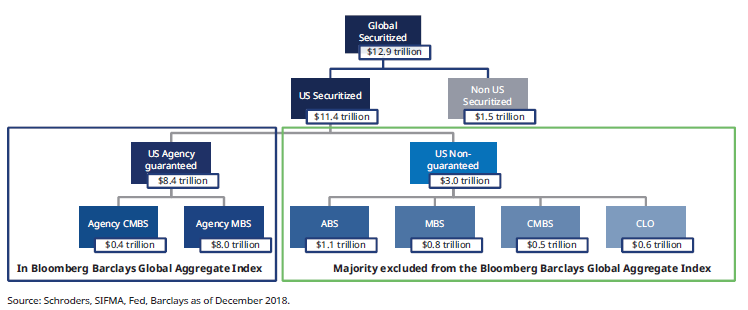 Global
Securitized
$12.9 trillion
US Securitized
$11.4 trillion
Non US
Securitized
$1.5 trillion
US Agency
guaranteed
$8.4 trillion
US Non-
guaranteed
$3.0 trillion
Agency CMBS
$0.4 trillion
Agency MBS
$8.0 trillion
ABS
$1.1 trillion
MBS
$0.8 trillion
CMBS
$0.5 trillion
CLO
$0.6 trillion
In Bloomberg Barclays Global Aggregate Index
Majority excluded from the Bloomberg Barclays Global Aggregate Index
Source: Schroders, SIFMA, Fed, Barclays as of December 2018.